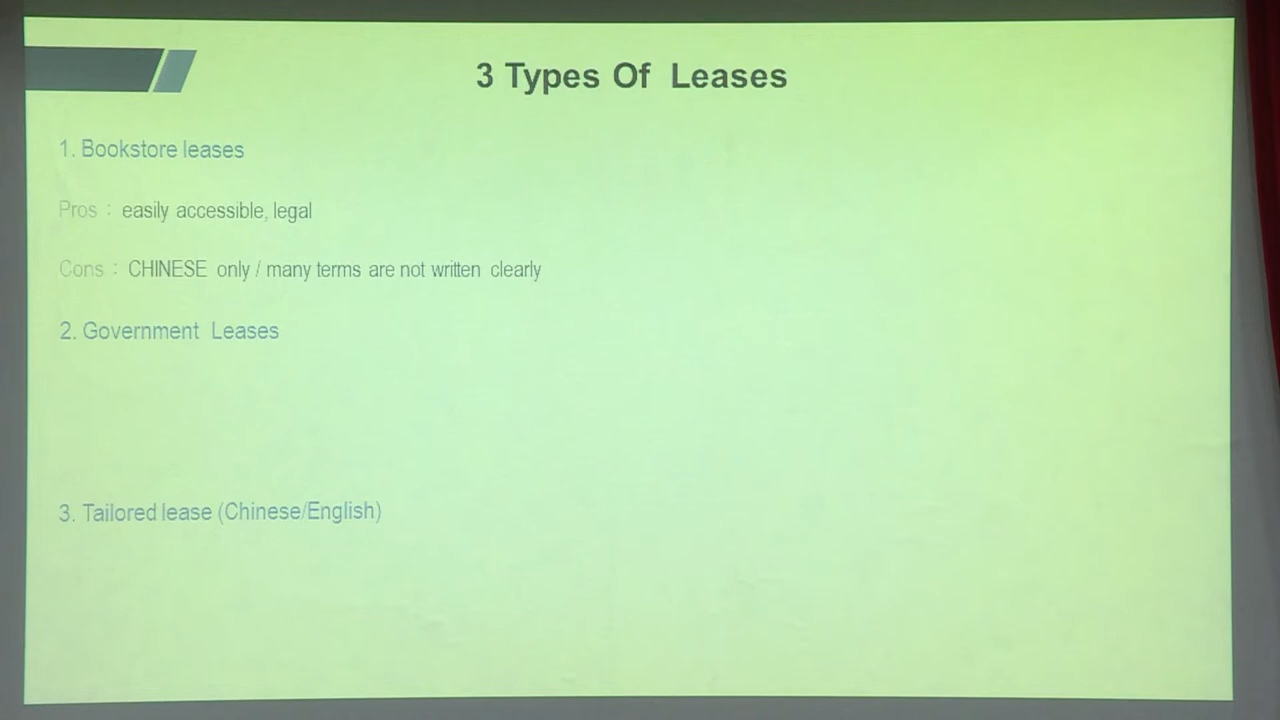 3 Types Of Leases
1. Bookstore leases
Pros : easily accessible, legal
Cons : CHINESE only / many terms are not written clearly
2. Government Leases
3. Tailored lease (Chinese/English)